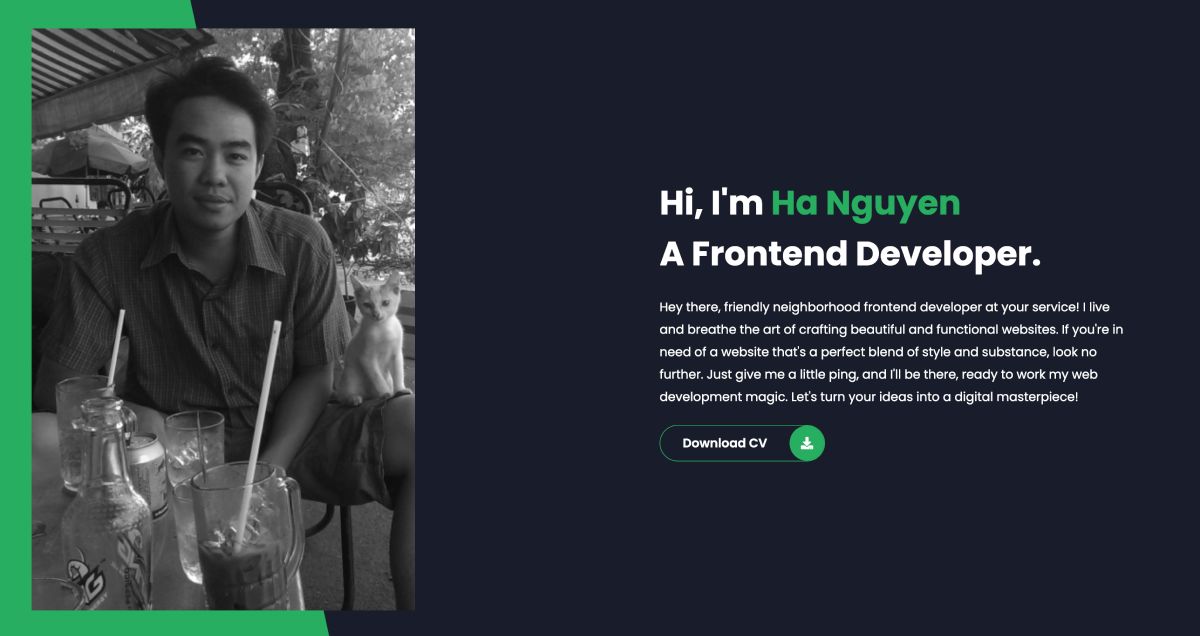 Hi, I'm Ha Nguyen
A Frontend Developer.
Hey there, friendly neighborhood frontend developer at your service! I live
and breathe the art of crafting beautiful and functional websites. If you're in
need of a website that's a perfect blend of style and substance, look no
further. Just give me a little ping, and I'll be there, ready to work my web
development magic. Let's turn your ideas into a digital masterpiece!
Download CV